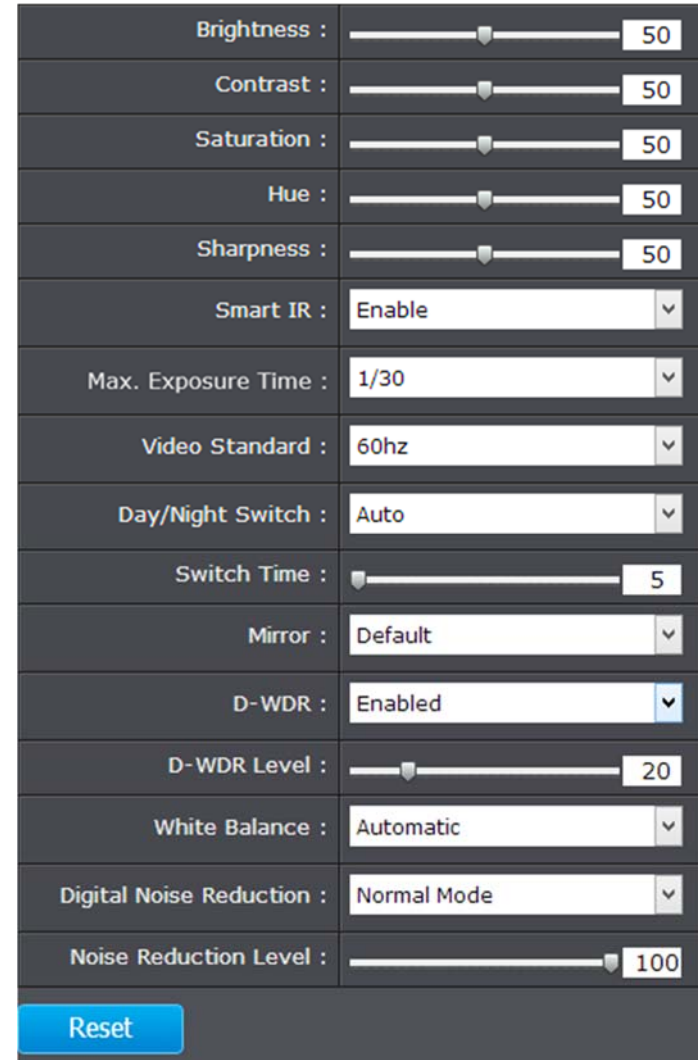 Brightness : 50
Contrast : 50
Saturation : 50
Hue : 50
Sharpness : 50
Smart IR : Enable
Max. Exposure Time : 1/30
Video Standard : 60hz
Day/Night Switch : Auto
Switch Time : 5
Mirror : Default
D-WDR : Enabled
D-WDR Level : 20
White Balance : Automatic
Digital Noise Reduction : Normal Mode
Noise Reduction Level : 100
Reset